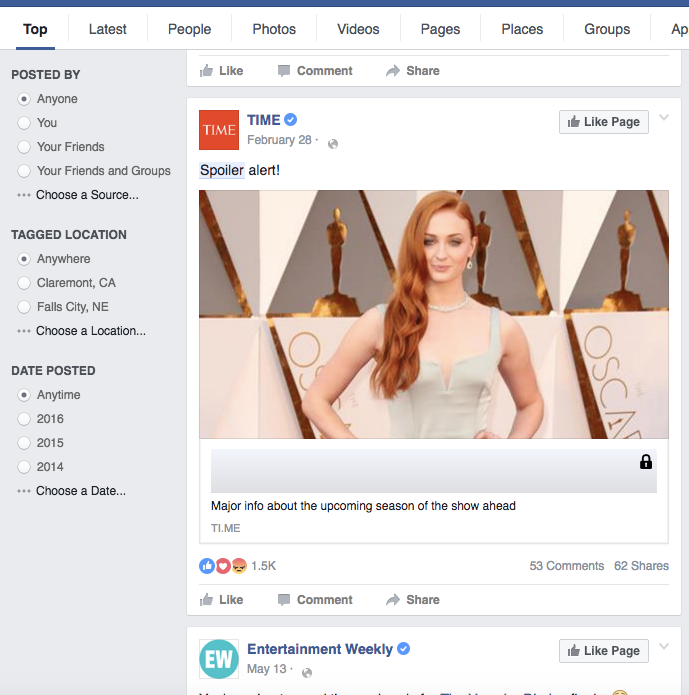 Top Latest People Photos Videos Pages Places Groups Ap
POSTED BY
Anyone
You
Your Friends
Your Friends and Groups
Choose a Source...
TAGGED LOCATION
Anywhere
Claremont, CA
Falls City, NE
Choose a Location...
DATE POSTED
Anytime
2016
2015
2014
Choose a Date...
Like Comment Share
TIME
TIME
February 28 ·
Like Page
Spoiler alert!
OSCAR
Major info about the upcoming season of the show ahead
TI.ME
1.5K 53 Comments 62 Shares
Like Comment Share
EW
Entertainment Weekly
May 13 ·
Like Page